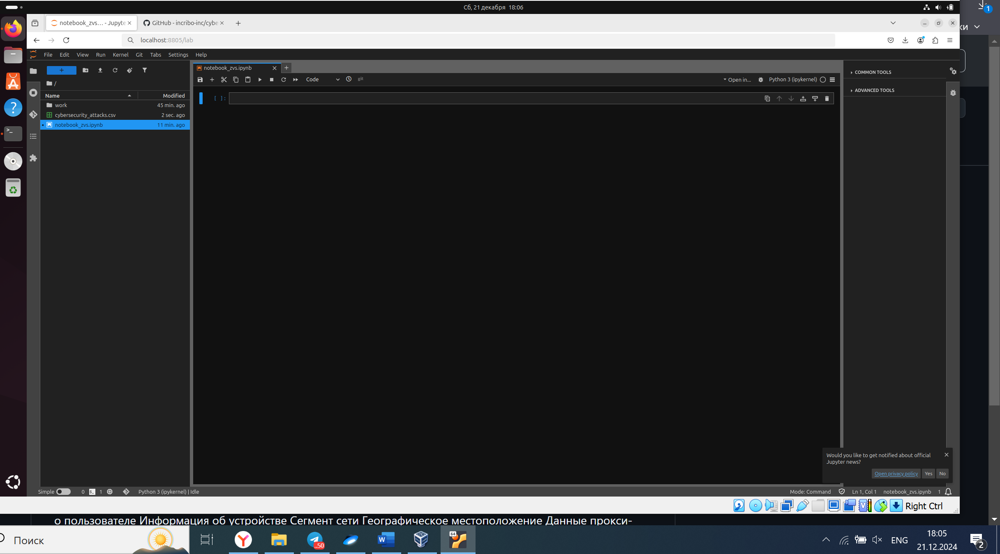 Сб, 21 декабря 18:06
1
ки
notebook_zvs… - Jupyte
GitHub - incribo-inc/cybe
localhost:8805/lab
File Edit View Run Kernel Git Tabs Settings Help
notebook_zvs.ipynb
COMMON TOOLS
Code
git
Open in...
Python 3 (ipykernel)
/
ADVANCED TOOLS
Name Modified
[ ]:
work 45 min. ago
cybersecurity_attacks.csv 2 sec. ago
notebook_zvs.ipynb 11 min. ago
Would you like to get notified about official
Jupyter news?
Open privacy policy Yes No
Simple 0 1 Python 3 (ipykernel) | Idle
Mode: Command Ln 1, Col 1 notebook_zvs.ipynb 1
Right Ctrl
о пользователе Информация об устройстве Сегмент сети Географическое местоположение Данные прокси-
Поиск
..50
W
64
ENG
18:05
21.12.2024
2